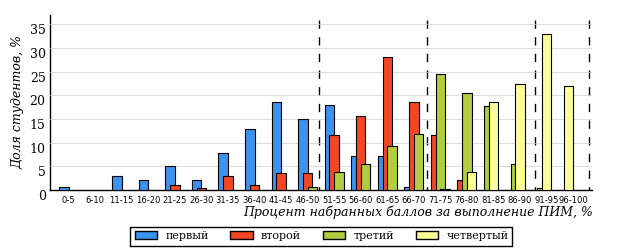 Доля студентов, %
35
30
25
20
15
10
5
0
0-5 6-10 11-15 16-20 21-25 26-30 31-35 36-40 41-45 46-50 51-55 56-60 61-65 66-70 71-75 76-80 81-85 86-90 91-95 96-100
Процент набранных баллов за выполнение ПИМ, %
первый второй третий четвертый